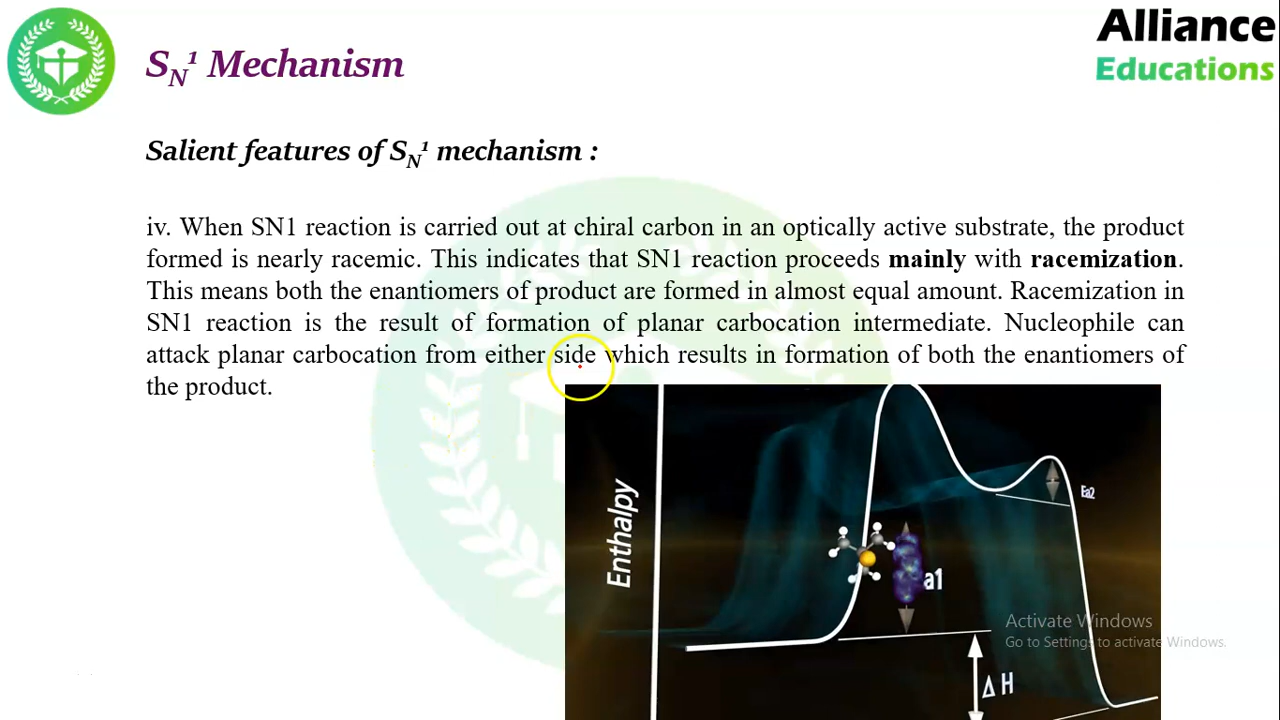 Alliance
Educations
S_N^1 Mechanism
Salient features of S_N^1 mechanism :
iv. When SN1 reaction is carried out at chiral carbon in an optically active substrate, the product
formed is nearly racemic. This indicates that SN1 reaction proceeds mainly with racemization.
This means both the enantiomers of product are formed in almost equal amount. Racemization in
SN1 reaction is the result of formation of planar carbocation intermediate. Nucleophile can
attack planar carbocation from either side which results in formation of both the enantiomers of
the product.
Enthalpy
Ea2
a1
Δ H
Activate Windows
Go to Settings to activate Windows.